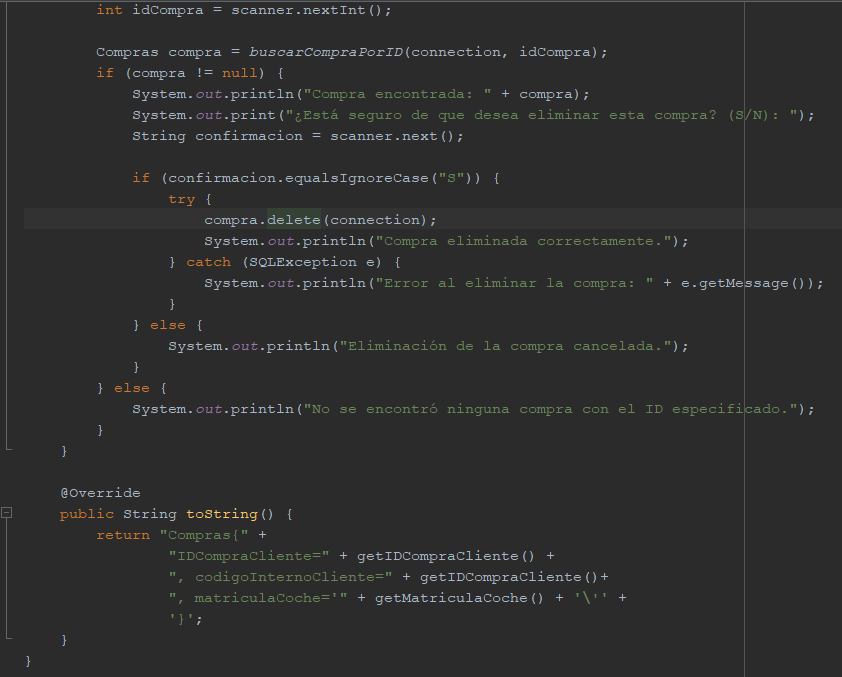 int idCompra = scanner.nextInt();
Compras compra = buscarCompraPorID(connection, idCompra);
if (compra != null) {
System.out.println("Compra encontrada: " + compra);
System.out.print("¿Está seguro de que desea eliminar esta compra? (S/N): ");
String confirmacion = scanner.next();
if (confirmacion.equalsIgnoreCase("S")) {
try {
compra.delete(connection);
System.out.println("Compra eliminada correctamente.");
} catch (SQLException e) {
System.out.println("Error al eliminar la compra: " + e.getMessage());
}
} else {
System.out.println("Eliminación de la compra cancelada.");
}
} else {
System.out.println("No se encontró ninguna compra con el ID especificado.");
}
}
@Override
public String toString() {
return "Compras{" +
"IDCompraCliente=" + getIDCompraCliente() +
", codigoInternoCliente=" + getIDCompraCliente()+
", matriculaCoche='" + getMatriculaCoche() + '\'' +
'}';
}
}